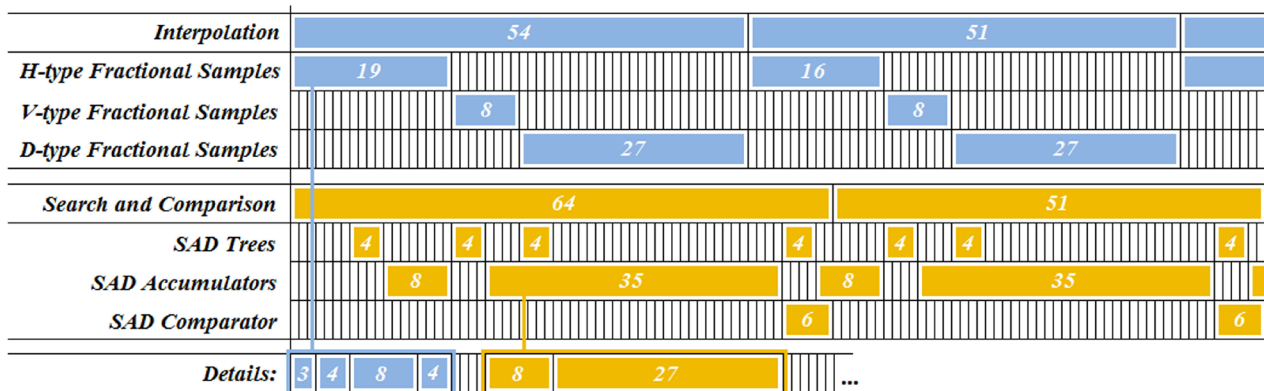 Interpolation 54 51
H-type Fractional Samples 19 16
V-type Fractional Samples 8 8
D-type Fractional Samples 27 27
Search and Comparison 64 51
SAD Trees 4 4 4 4 4 4 4
SAD Accumulators 8 35 8 35
SAD Comparator 6 6
Details: 3 4 8 4 8 27 ...